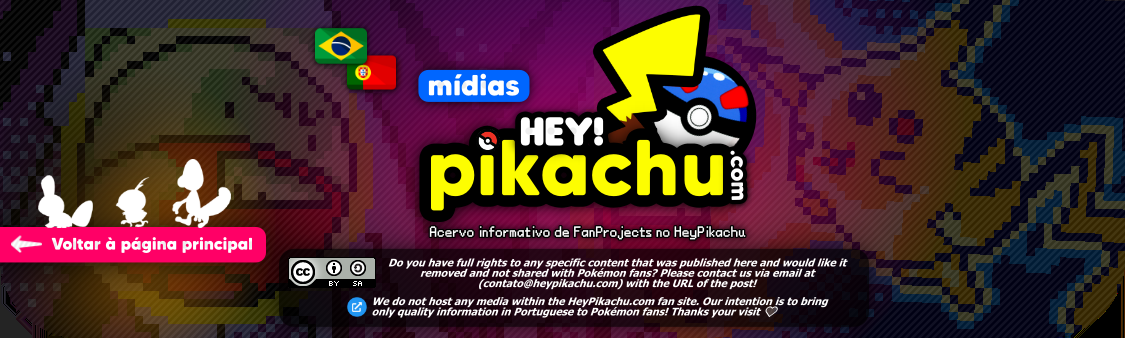 mídias
HEY!
pikachu
.com
Acervo informativo de FanProjects no HeyPikachu
Voltar à página principal
cc
BY SA
Do you have full rights to any specific content that was published here and would like it
removed and not shared with Pokémon fans? Please contact us via email at
(contato@heypikachu.com) with the URL of the post!
We do not host any media within the HeyPikachu.com fan site. Our intention is to bring
only quality information in Portuguese to Pokémon fans! Thanks your visit